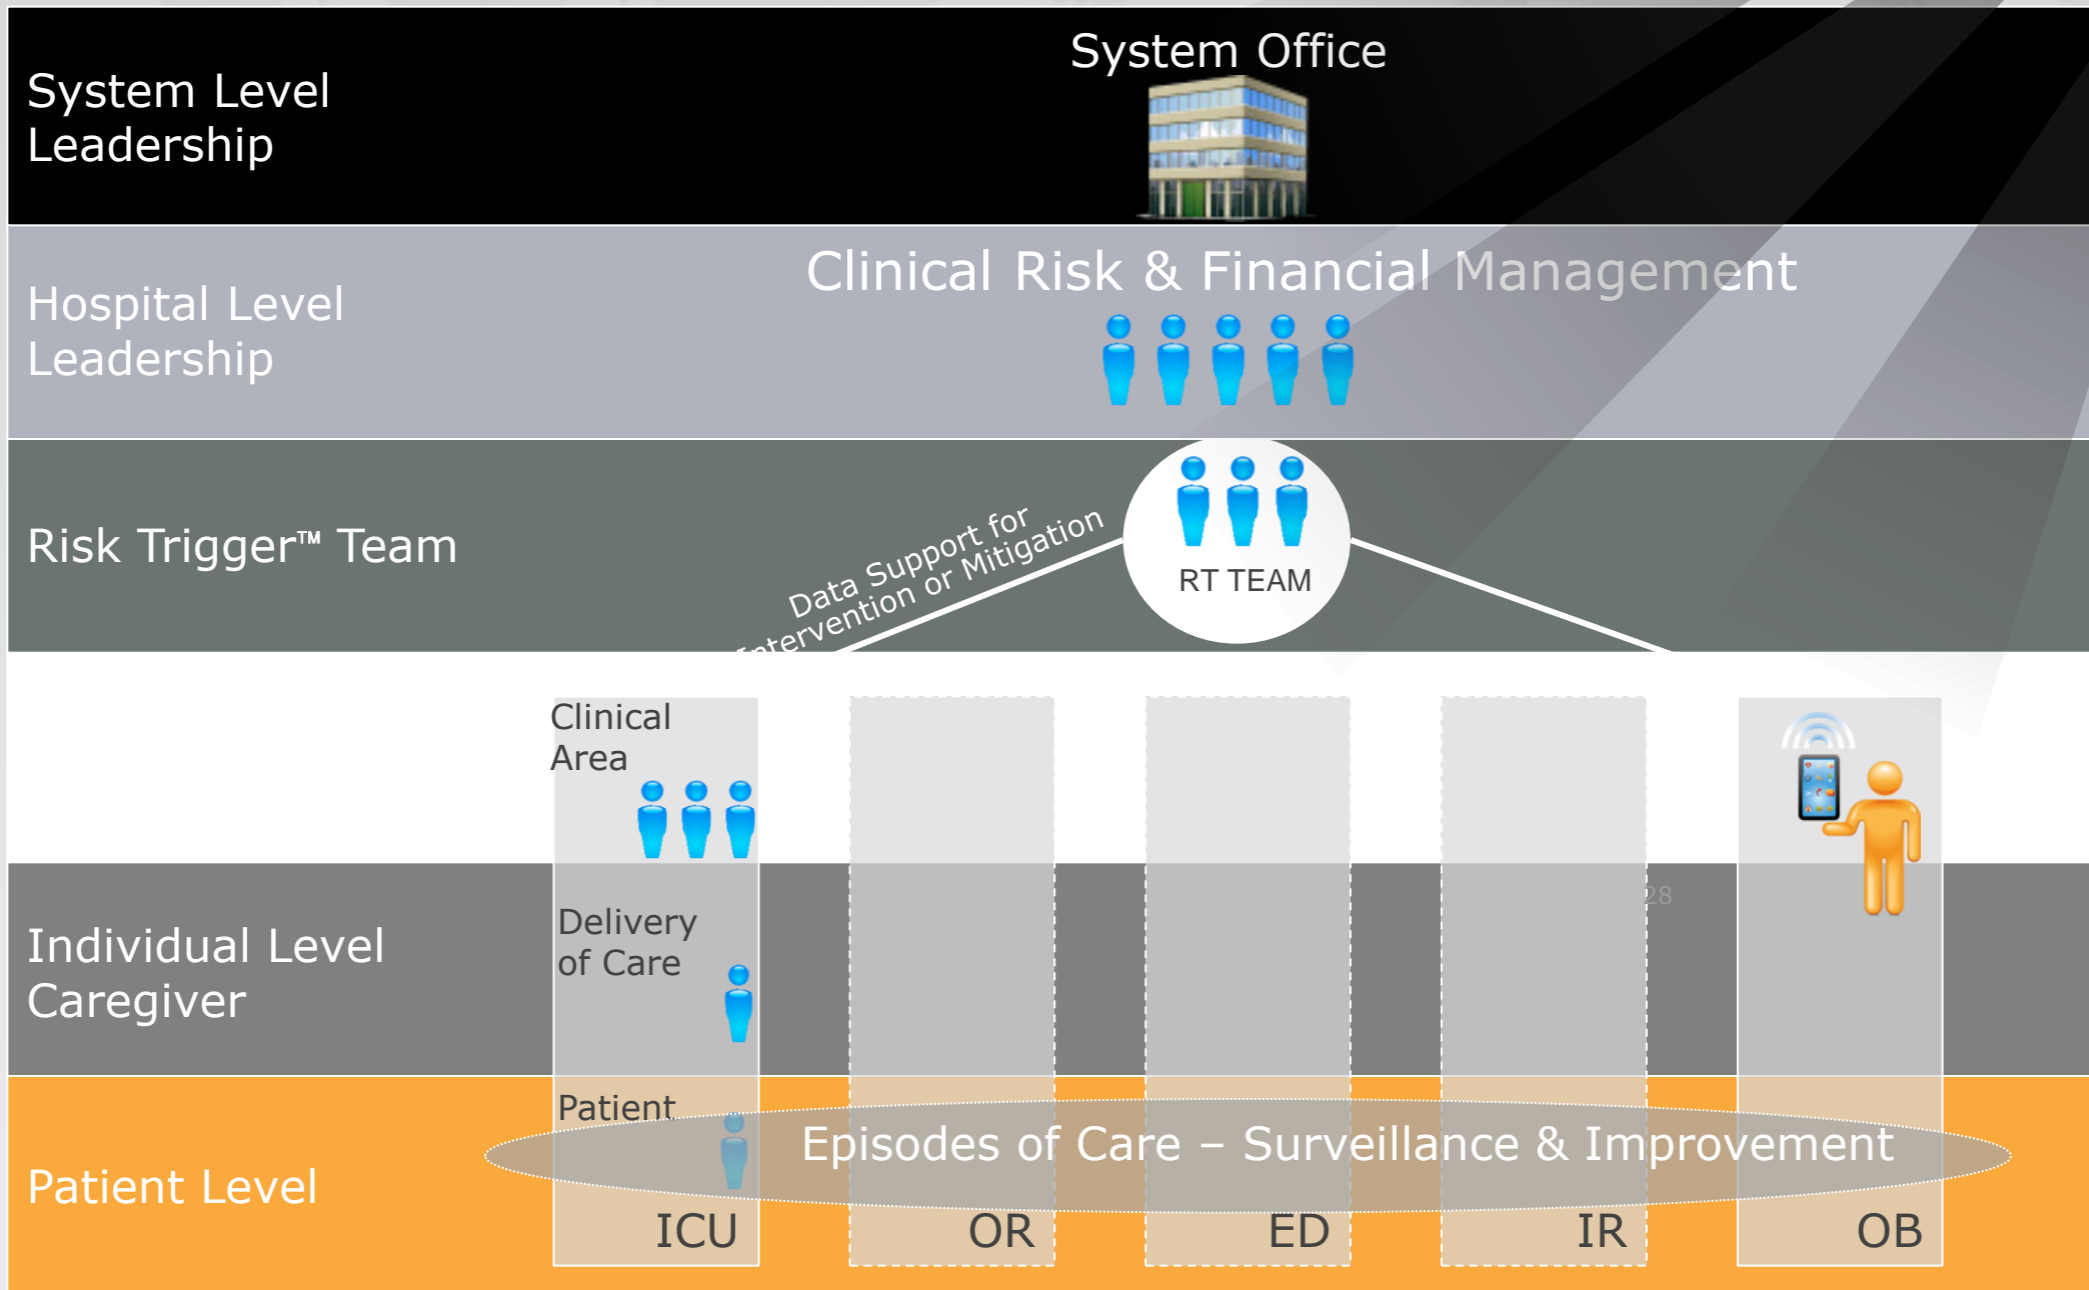 System Office
System Level
Leadership
Clinical Risk & Financial Management
Hospital Level
Leadership
Data Support for
Intervention or Mitigation
Risk Trigger™ Team
RT TEAM
Clinical
Area
28
Delivery
of Care
Individual Level
Caregiver
Patient
Episodes of Care – Surveillance & Improvement
Patient Level
ICU
OR
ED
IR
OB